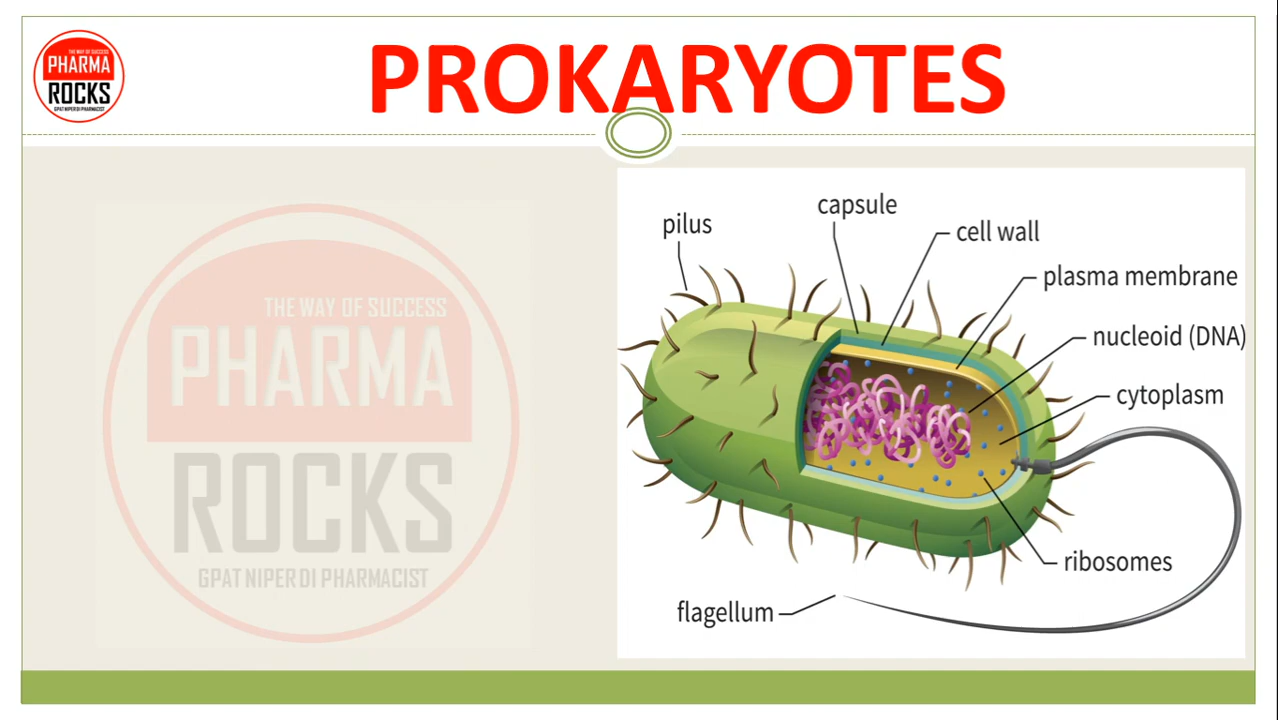 THE WAY OF SUCCESS
PHARMA
ROCKS
GPAT NIPER DI PHARMACIST
PROKARYOTES
THE WAY OF SUCCESS
PHARMA
ROCKS
GPAT NIPER DI PHARMACIST
pilus
capsule
cell wall
plasma membrane
nucleoid (DNA)
cytoplasm
ribosomes
flagellum